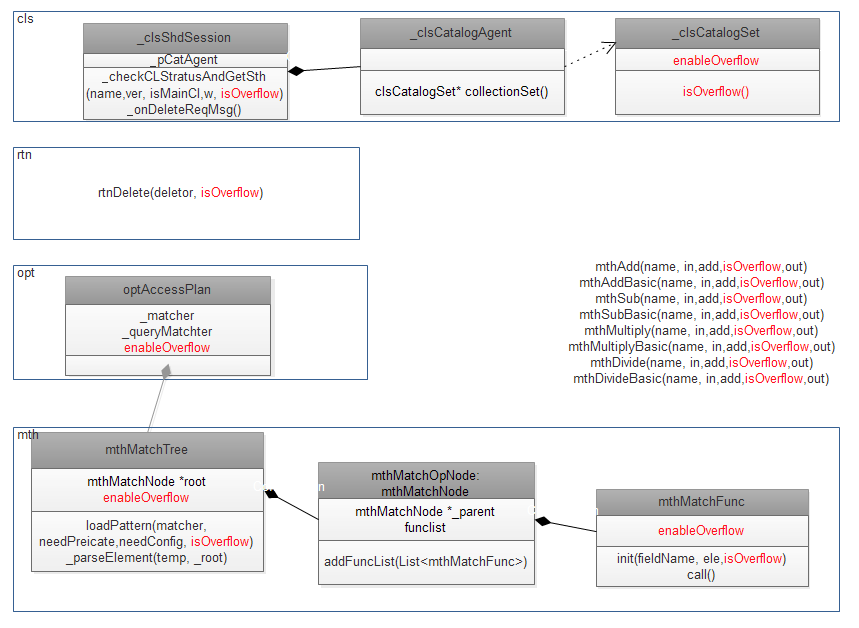 cls
_clsShdSession
_pCatAgent
_checkCLStratusAndGetSth
(name,ver, isMainCl,w, isOverflow)
_onDeleteReqMsg()
_clsCatalogAgent
clsCatalogSet* collectionSet()
_clsCatalogSet
enableOverflow
isOverflow()
rtn
rtnDelete(deletor, isOverflow)
opt
optAccessPlan
_matcher
_queryMatchter
enableOverflow
mthAdd(name, in,add,isOverflow,out)
mthAddBasic(name, in,add,isOverflow,out)
mthSub(name, in,add,isOverflow,out)
mthSubBasic(name, in,add,isOverflow,out)
mthMultiply(name, in,add,isOverflow,out)
mthMultiplyBasic(name, in,add,isOverflow,out)
mthDivide(name, in,add,isOverflow,out)
mthDivideBasic(name, in,add,isOverflow,out)
mth
mthMatchTree
mthMatchNode *root
enableOverflow
loadPattern(matcher,
needPreicate,needConfig, isOverflow)
_parseElement(temp, _root)
mthMatchOpNode:
mthMatchNode
mthMatchNode *_parent
funclist
addFuncList(List<mthMatchFunc>)
mthMatchFunc
enableOverflow
init(fieldName, ele,isOverflow)
call()